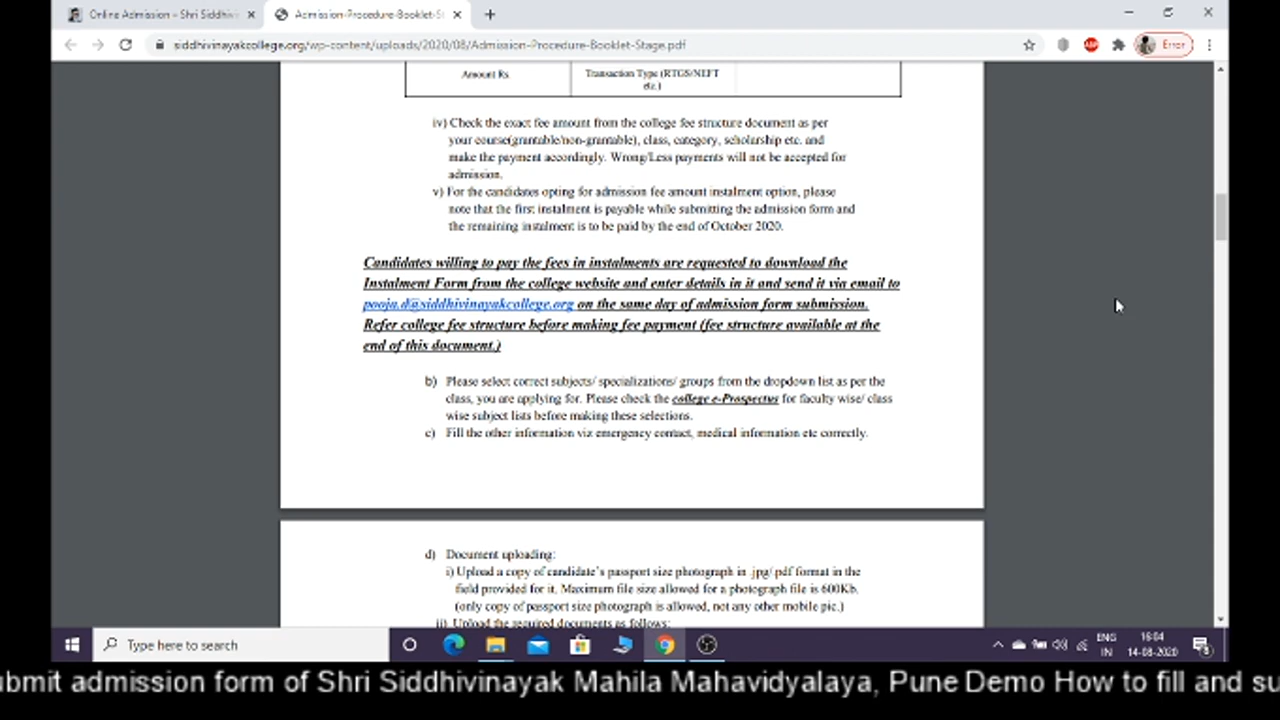 Online Admission – Shri Siddhivi
Admission-Procedure-Booklet-S
siddhivinayakcollege.org/wp-content/uploads/2020/08/Admission-Procedure-Booklet-Stage.pdf
Error
Amount Rs.
Transaction Type (RTGS/NEFT
etc.)
iv) Check the exact fee amount from the college fee structure document as per
your course(grantable/non-grantable), class, category, scholarship etc. and
make the payment accordingly. Wrong/Less payments will not be accepted for
admission.
v) For the candidates opting for admission fee amount instalment option, please
note that the first instalment is payable while submitting the admission form and
the remaining instalment is to be paid by the end of October 2020.
Candidates willing to pay the fees in instalments are requested to download the
Instalment Form from the college website and enter details in it and send it via email to
pooja.d@siddhivinayakcollege.org on the same day of admission form submission.
Refer college fee structure before making fee payment (fee structure available at the
end of this document.)
b) Please select correct subjects/ specializations/ groups from the dropdown list as per the
class, you are applying for. Please check the college e-Prospectus for faculty wise/ class
wise subject lists before making these selections.
c) Fill the other information viz emergency contact, medical information etc correctly.
d) Document uploading:
i) Upload a copy of candidate's passport size photograph in .jpg/.pdf format in the
field provided for it. Maximum file size allowed for a photograph file is 600Kb.
(only copy of passport size photograph is allowed, not any other mobile pic.)
ii) Upload the required documents as follows:
Type here to search
ENG
IN
16:04
14-08-2020
ubmit admission form of Shri Siddhivinayak Mahila Mahavidyalaya, Pune Demo How to fill and su